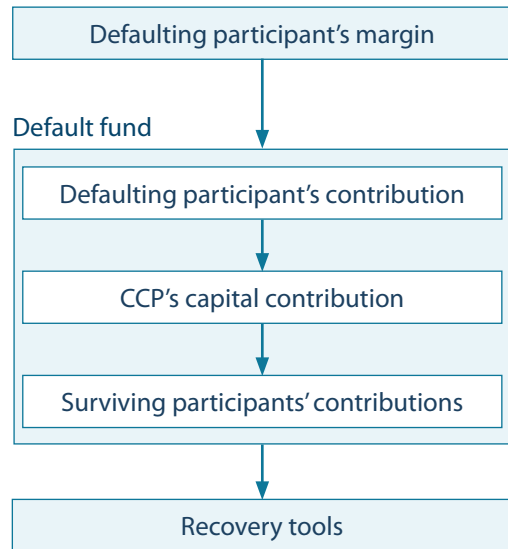 Defaulting participant’s margin
Default fund
Defaulting participant’s contribution
CCP’s capital contribution
Surviving participants’ contributions
Recovery tools